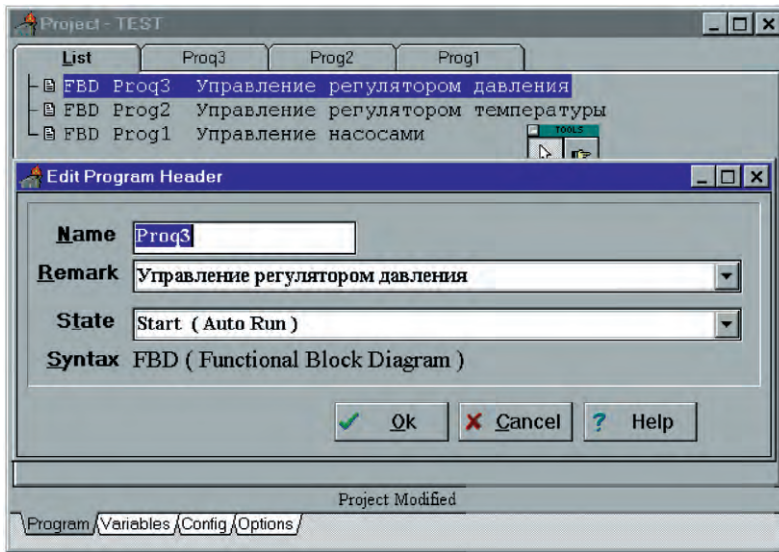 Project - TEST
List Proq3 Prog2 Prog1
FBD Proq3 Управление регулятором давления
FBD Prog2 Управление регулятором температуры
FBD Prog1 Управление насосами
TOOLS
Edit Program Header
Name Proq3
Remark Управление регулятором давления
State Start ( Auto Run )
Syntax FBD ( Functional Block Diagram )
Ok Cancel ? Help
Project Modified
Program Variables Config Options